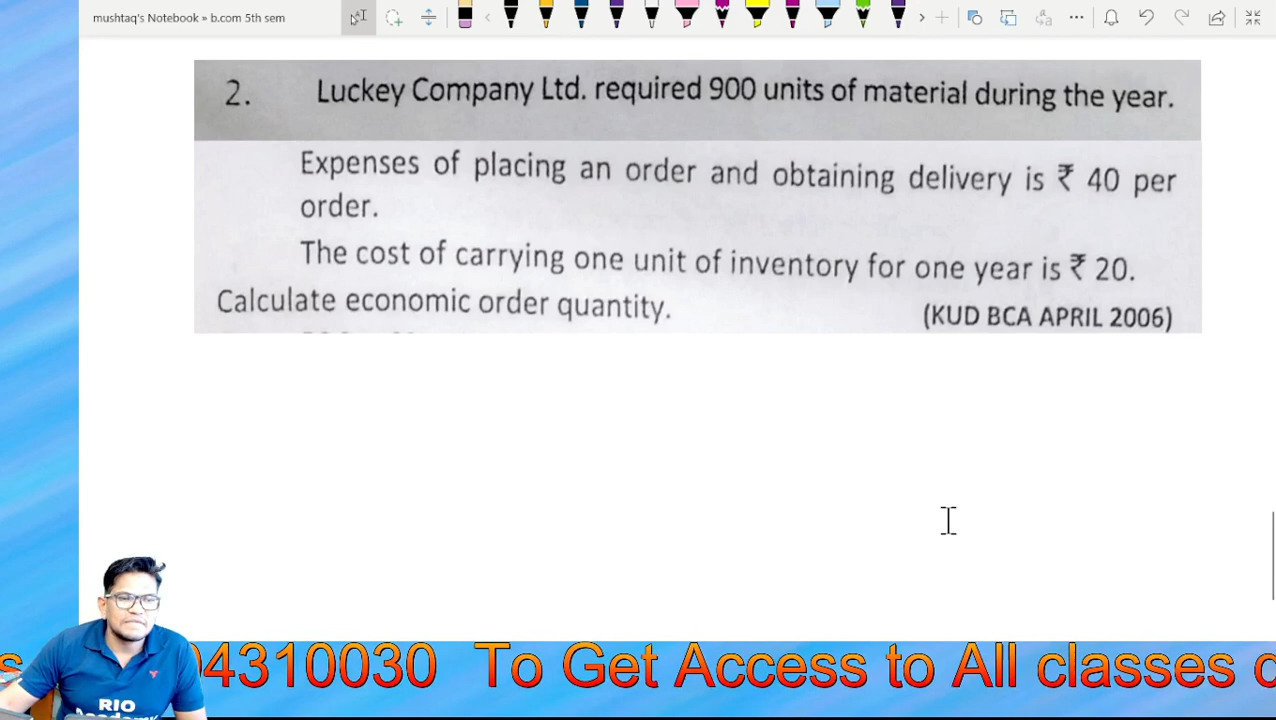 mushtaq's Notebook » b.com 5th sem
2. Luckey Company Ltd. required 900 units of material during the year.
Expenses of placing an order and obtaining delivery is ₹ 40 per
order.
The cost of carrying one unit of inventory for one year is ₹ 20.
Calculate economic order quantity. (KUD BCA APRIL 2006)
04310030 To Get Access to All classes
RIO